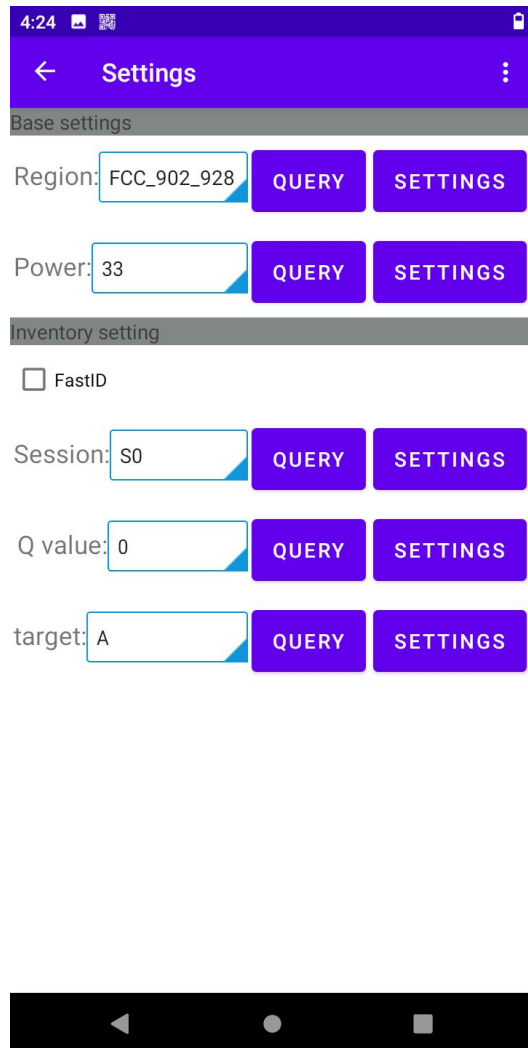 4:24
Settings
Base settings
Region: FCC_902_928 QUERY SETTINGS
Power: 33 QUERY SETTINGS
Inventory setting
FastID
Session: S0 QUERY SETTINGS
Q value: 0 QUERY SETTINGS
target: A QUERY SETTINGS